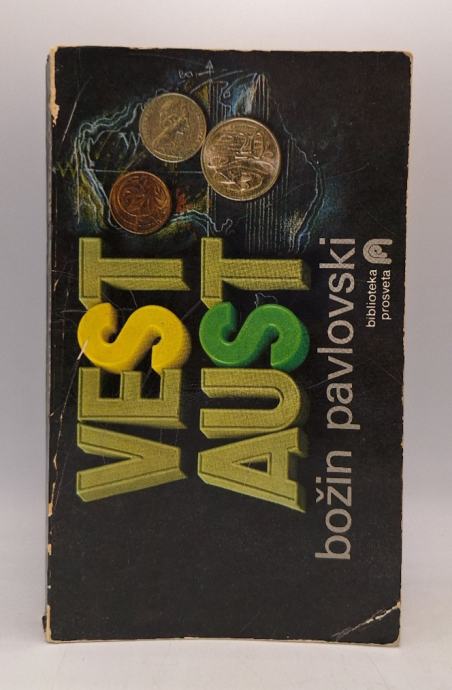 VEST
AUST
božin pavlovski
biblioteka
prosveta